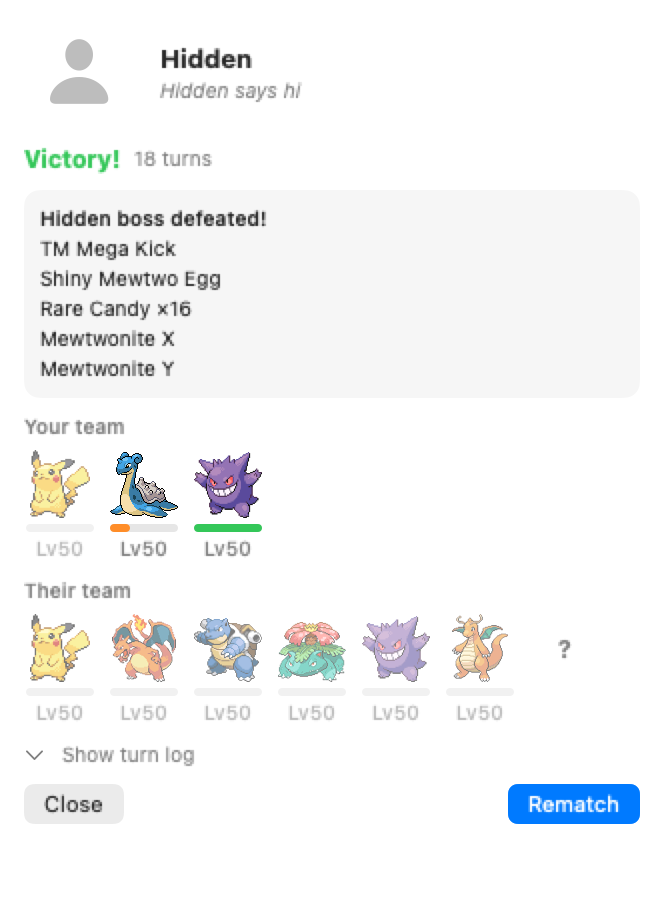 Hidden
Hidden says hi
Victory! 18 turns
Hidden boss defeated!
TM Mega Kick
Shiny Mewtwo Egg
Rare Candy ×16
Mewtwonite X
Mewtwonite Y
Your team
Lv50 Lv50 Lv50
Their team
?
Lv50 Lv50 Lv50 Lv50 Lv50 Lv50
Show turn log
Close Rematch